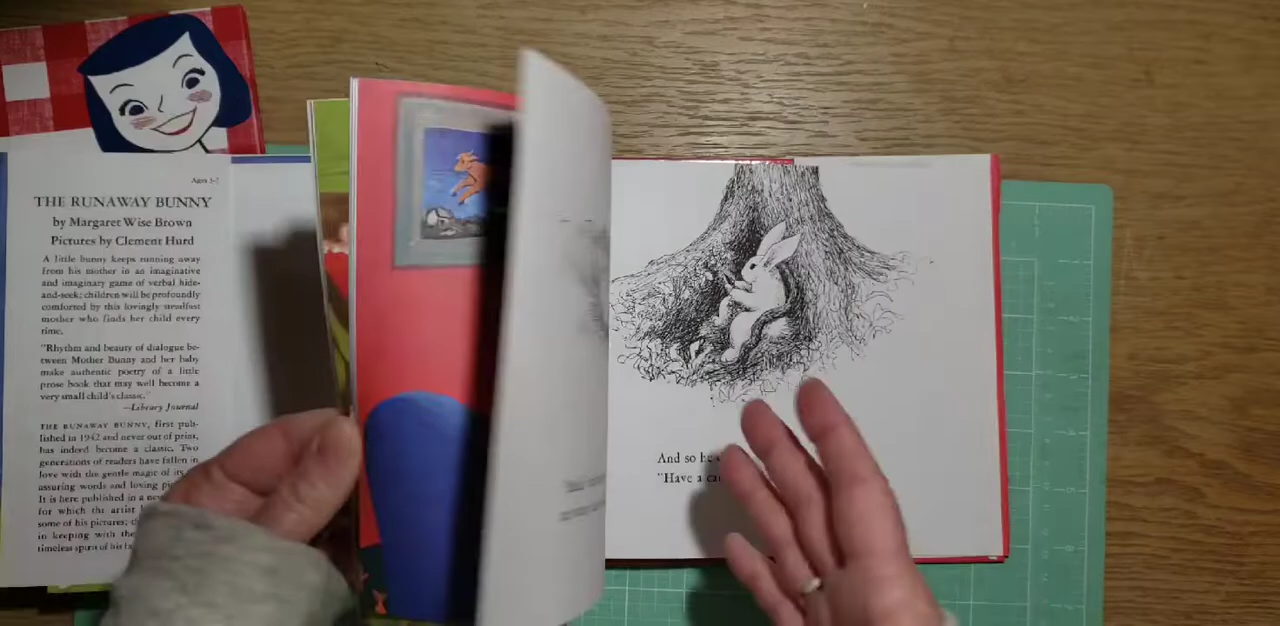 Ages 3-7
THE RUNAWAY BUNNY
by Margaret Wise Brown
Pictures by Clement Hurd
A little bunny keeps running away
from his mother in an imaginative
and imaginary game of verbal hide-
and-seek; children will be profoundly
comforted by this lovingly steadfast
mother who finds her child every
time.
"Rhythm and beauty of dialogue be-
tween Mother Bunny and her baby
make authentic poetry of a little
prose book that may well become a
very small child's classic."
—Library Journal
THE RUNAWAY BUNNY, first pub-
lished in 1942 and never out of print,
has indeed become a classic. Two
generations of readers have fallen in
love with the gentle magic of its
assuring words and loving
It is here published in a
for which the artist
some of his pictures;
in keeping with the
timeless spirit of his
And so he
"Have a